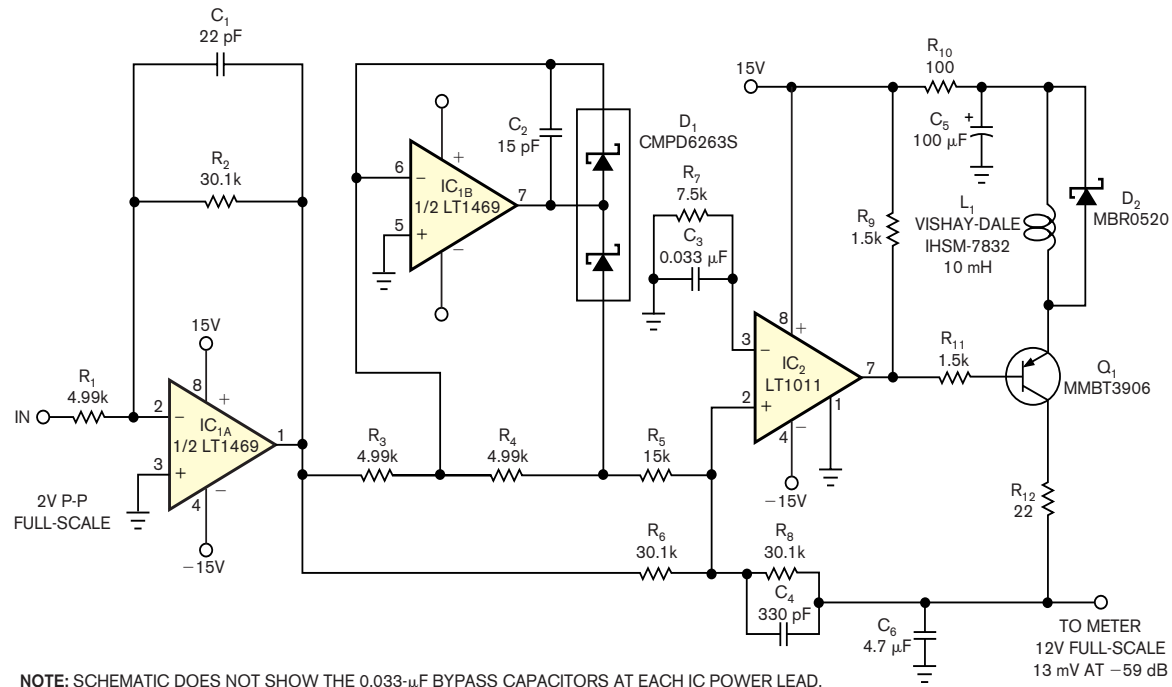 C1
22 pF
R2
30.1k
R1
4.99k
IN
2V P-P
FULL-SCALE
15V
8
+
2
−
IC1A
1/2 LT1469
1
3
+
4
−
−15V
6
−
+
IC1B
1/2 LT1469
7
5
+
−
C2
15 pF
D1
CMPD6263S
R3
4.99k
R4
4.99k
R5
15k
R6
30.1k
R7
7.5k
C3
0.033 µF
15V
8
+
3
−
IC2
LT1011
7
2
+
1
4
−
−15V
R8
30.1k
C4
330 pF
R9
1.5k
R10
100
C5
+
100 µF
L1
VISHAY-DALE
IHSM-7832
10 mH
D2
MBR0520
R11
1.5k
Q1
MMBT3906
R12
22
C6
4.7 µF
TO METER
12V FULL-SCALE
13 mV AT −59 dB
NOTE: SCHEMATIC DOES NOT SHOW THE 0.033-µF BYPASS CAPACITORS AT EACH IC POWER LEAD.